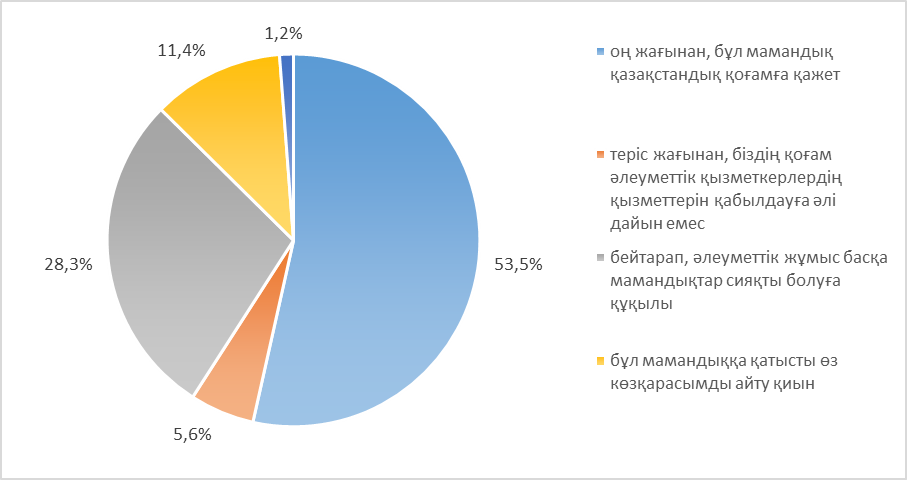 1,2%
11,4%
28,3%
53,5%
5,6%
оң жағынан, бұл мамандық
қазақстандық қоғамға қажет
теріс жағынан, біздің қоғам
әлеуметтік қызметкерлердің
қызметтерін қабылдауға әлі
дайын емес
бейтарап, әлеуметтік жұмыс басқа
мамандықтар сияқты болуға
құқылы
бұл мамандыққа қатысты өз
көзқарасымды айту қиын